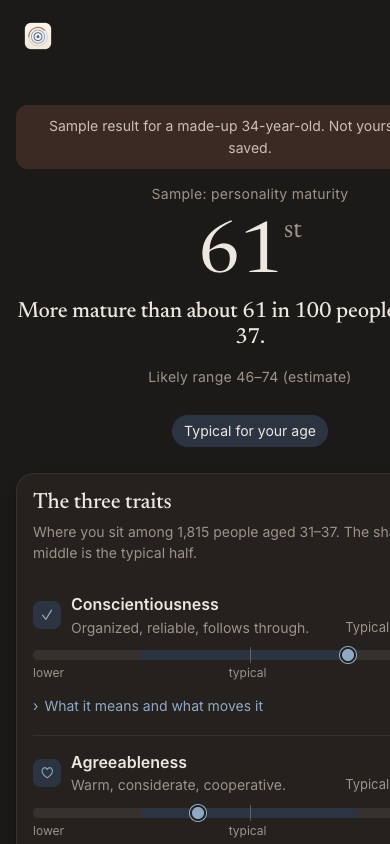 Sample result for a made-up 34-year-old. Not yours
saved.
Sample: personality maturity
61st
More mature than about 61 in 100 people
37.
Likely range 46–74 (estimate)
Typical for your age
The three traits
Where you sit among 1,815 people aged 31–37. The
middle is the typical half.
Conscientiousness
Organized, reliable, follows through.
Typical
lower
typical
› What it means and what moves it
Agreeableness
Warm, considerate, cooperative.
Typical
lower
typical